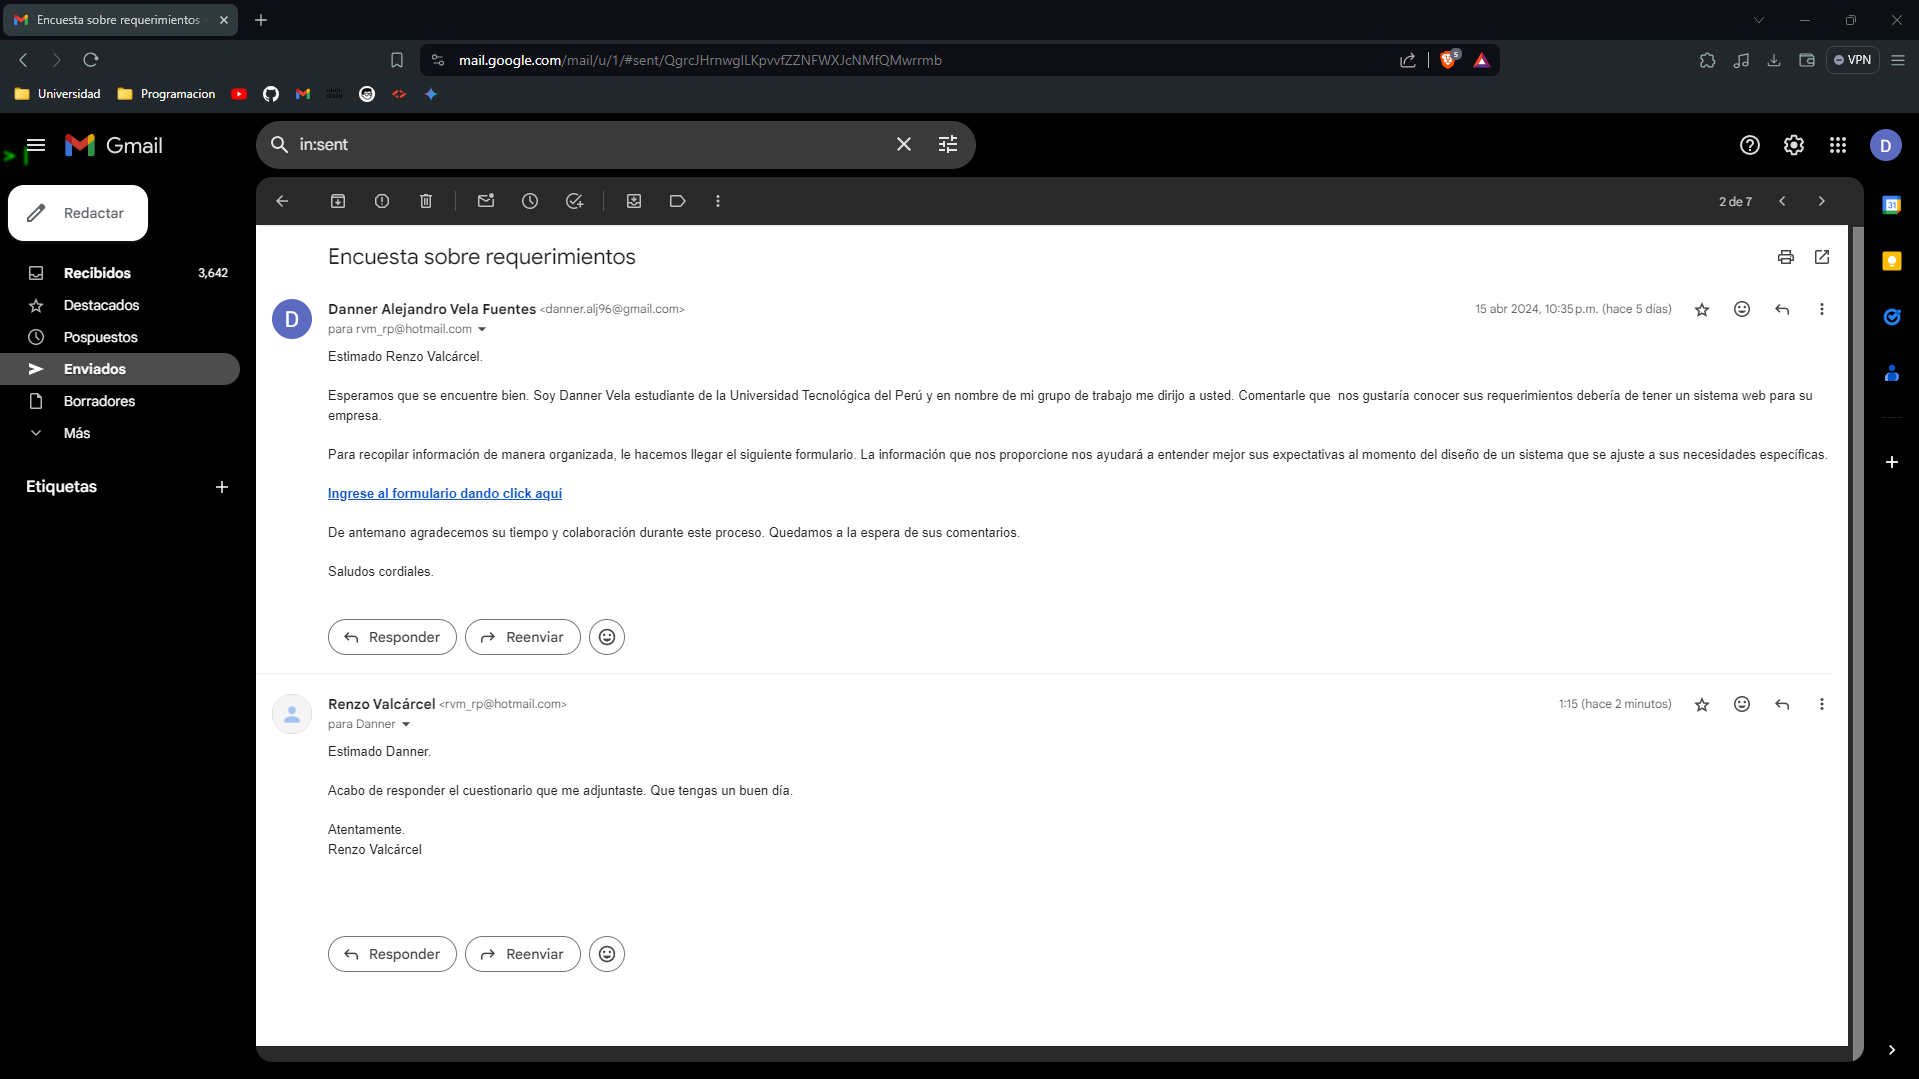 Encuesta sobre requerimientos
mail.google.com/mail/u/1/#sent/QgrcJHrnwglLKpvvfZZNFWXJcNMfQMwrrmb
5
VPN
Universidad
Programacion
Gmail
in:sent
D
Redactar
2 de 7
31
Recibidos 3,642
Destacados
Pospuestos
Enviados
Borradores
Más
Etiquetas
Encuesta sobre requerimientos
D
Danner Alejandro Vela Fuentes <danner.alj96@gmail.com>
15 abr 2024, 10:35 p.m. (hace 5 días)
para rvm_rp@hotmail.com
Estimado Renzo Valcárcel.
Esperamos que se encuentre bien. Soy Danner Vela estudiante de la Universidad Tecnológica del Perú y en nombre de mi grupo de trabajo me dirijo a usted. Comentarle que  nos gustaría conocer sus requerimientos debería de tener un sistema web para su
empresa.
Para recopilar información de manera organizada, le hacemos llegar el siguiente formulario. La información que nos proporcione nos ayudará a entender mejor sus expectativas al momento del diseño de un sistema que se ajuste a sus necesidades específicas.
Ingrese al formulario dando click aquí
De antemano agradecemos su tiempo y colaboración durante este proceso. Quedamos a la espera de sus comentarios.
Saludos cordiales.
Responder
Reenviar
Renzo Valcárcel <rvm_rp@hotmail.com>
1:15 (hace 2 minutos)
para Danner
Estimado Danner.
Acabo de responder el cuestionario que me adjuntaste. Que tengas un buen día.
Atentamente.
Renzo Valcárcel
Responder
Reenviar